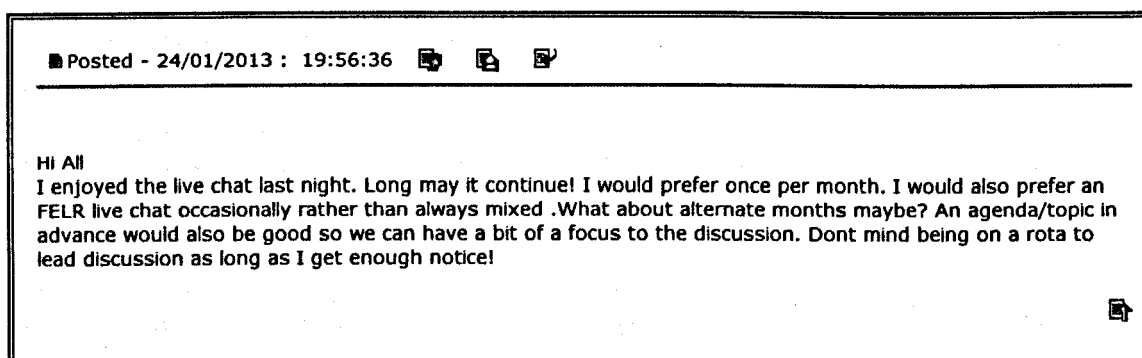 Posted - 24/01/2013 : 19:56:36
Hi All
I enjoyed the live chat last night. Long may it continue! I would prefer once per month. I would also prefer an
FELR live chat occasionally rather than always mixed .What about alternate months maybe? An agenda/topic in
advance would also be good so we can have a bit of a focus to the discussion. Dont mind being on a rota to
lead discussion as long as I get enough notice!